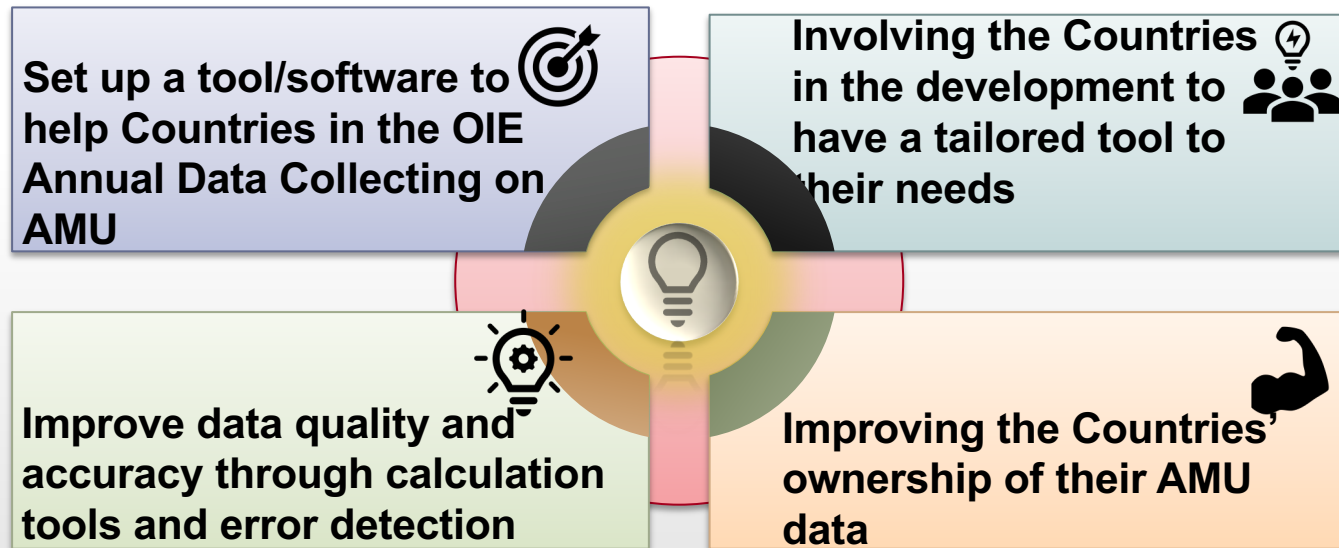 Set up a tool/software to
help Countries in the OIE
Annual Data Collecting on
AMU
Involving the Countries
in the development to
have a tailored tool to
their needs
Improve data quality and
accuracy through calculation
tools and error detection
Improving the Countries’
ownership of their AMU
data